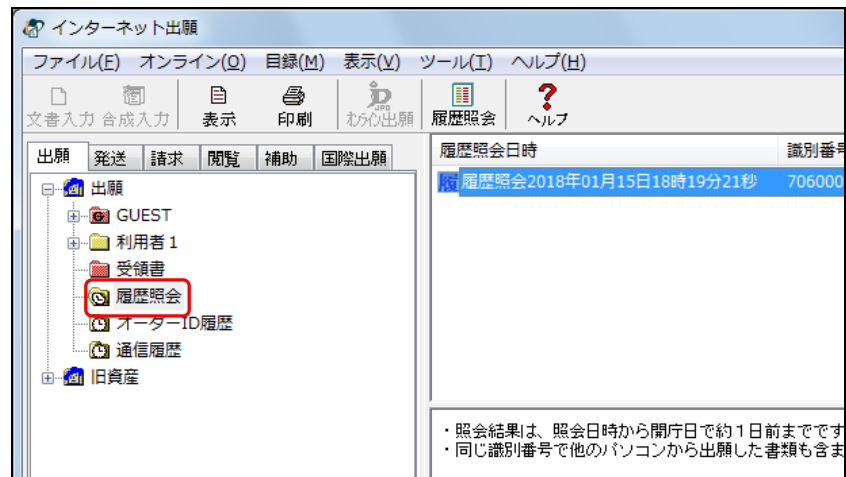 インターネット出願
ファイル(F) オンライン(O) 目録(M) 表示(V) ツール(T) ヘルプ(H)
文書入力 合成入力 表示 印刷 むらい出願 履歴照会 ヘルプ
出願 発送 請求 閲覧 補助 国際出願
履歴照会日時 識別番号
出願
履歴照会2018年01月15日18時19分21秒 706000
GUEST
利用者1
受領書
履歴照会
オーダーID履歴
通信履歴
旧資産
・照会結果は、照会日時から開庁日で約1日前までです
・同じ識別番号で他のパソコンから出願した書類も含ま